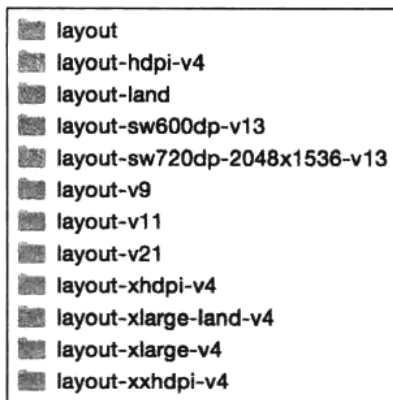 layout
layout-hdpi-v4
layout-land
layout-sw600dp-v13
layout-sw720dp-2048x1536-v13
layout-v9
layout-v11
layout-v21
layout-xhdpi-v4
layout-xlarge-land-v4
layout-xlarge-v4
layout-xxhdpi-v4